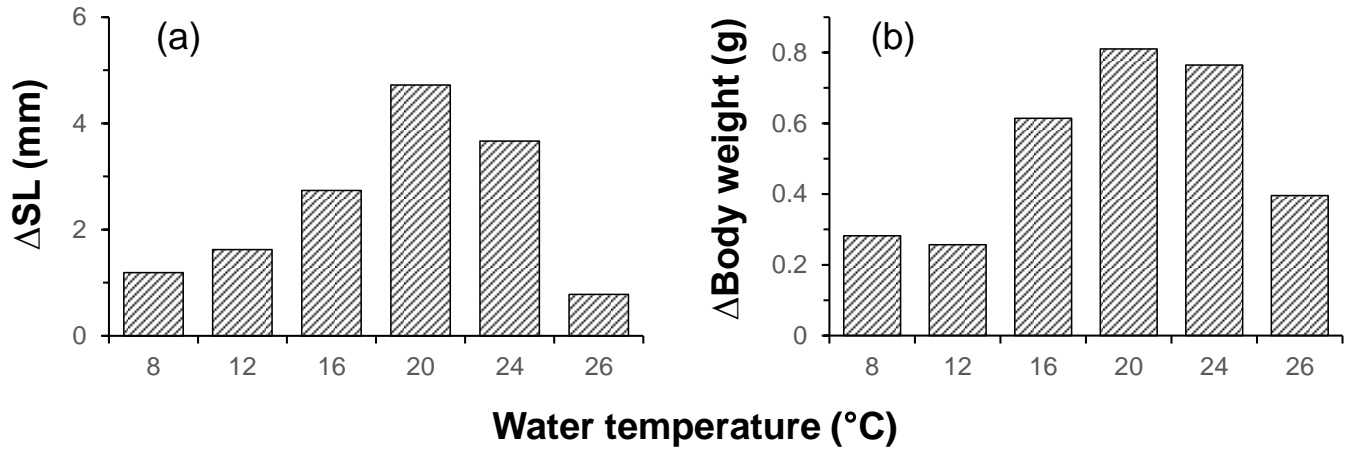 (a)
ΔSL (mm)
6
4
2
0
8 12 16 20 24 26
(b)
ΔBody weight (g)
0.8
0.6
0.4
0.2
0
8 12 16 20 24 26
Water temperature (°C)